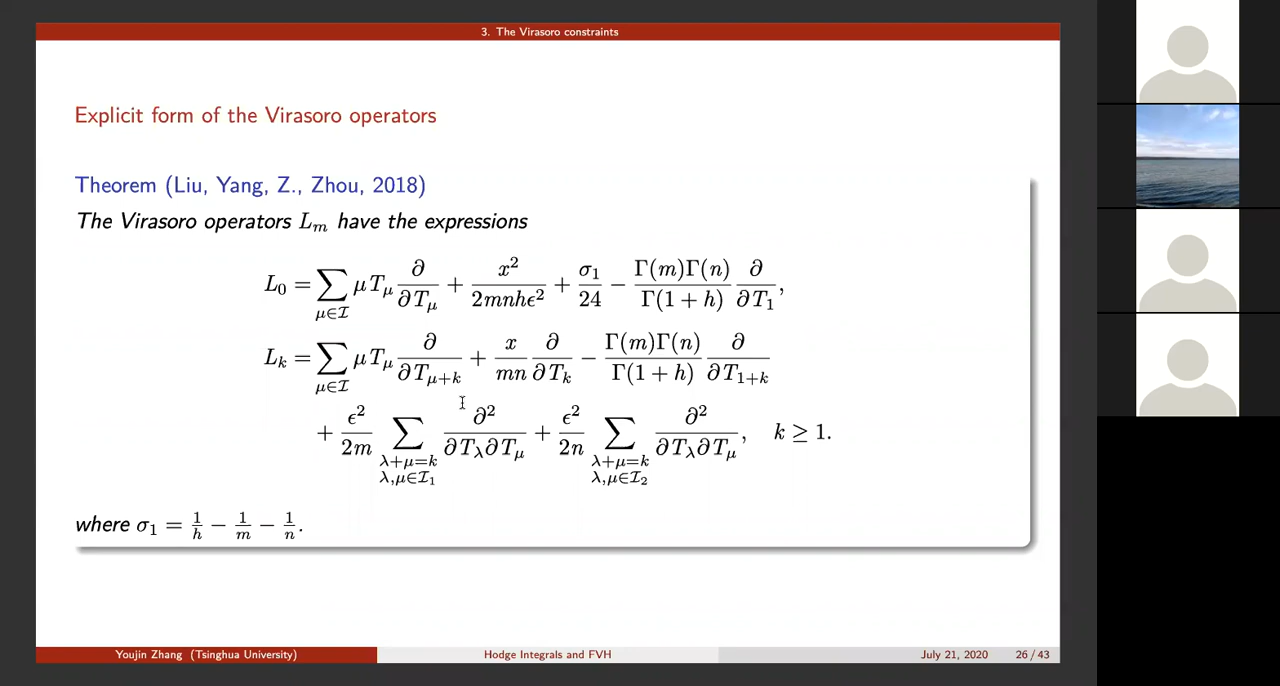 3. The Virasoro constraints
Explicit form of the Virasoro operators
Theorem (Liu, Yang, Z., Zhou, 2018)
The Virasoro operators $L_m$ have the expressions
$L_0 = \sum_{\mu \in \mathcal{I}} \mu T_\mu \frac{\partial}{\partial T_\mu} + \frac{x^2}{2mnh\epsilon^2} + \frac{\sigma_1}{24} - \frac{\Gamma(m)\Gamma(n)}{\Gamma(1+h)} \frac{\partial}{\partial T_1},$
$L_k = \sum_{\mu \in \mathcal{I}} \mu T_\mu \frac{\partial}{\partial T_{\mu+k}} + \frac{x}{mn} \frac{\partial}{\partial T_k} - \frac{\Gamma(m)\Gamma(n)}{\Gamma(1+h)} \frac{\partial}{\partial T_{1+k}}$
$+ \frac{\epsilon^2}{2m} \sum_{\substack{\lambda+\mu=k \\ \lambda,\mu \in \mathcal{I}_1}} \frac{\partial^2}{\partial T_\lambda \partial T_\mu} + \frac{\epsilon^2}{2n} \sum_{\substack{\lambda+\mu=k \\ \lambda,\mu \in \mathcal{I}_2}} \frac{\partial^2}{\partial T_\lambda \partial T_\mu}, \quad k \geq 1.$
where $\sigma_1 = \frac{1}{h} - \frac{1}{m} - \frac{1}{n}.$
Youjin Zhang (Tsinghua University) Hodge Integrals and FVH July 21, 2020 26 / 43